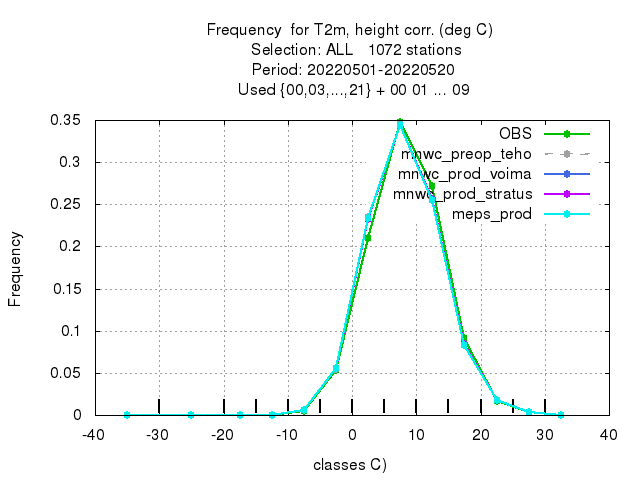 Frequency for T2m, height corr. (deg C)
Selection: ALL 1072 stations
Period: 20220501-20220520
Used {00,03,...,21} + 00 01 ... 09
0.35
0.3
0.25
0.2
0.15
0.1
0.05
0
Frequency
OBS
mnwc_preop_teho
mnwc_prod_voima
mnwc_prod_stratus
meps_prod
-40 -30 -20 -10 0 10 20 30 40
classes C)